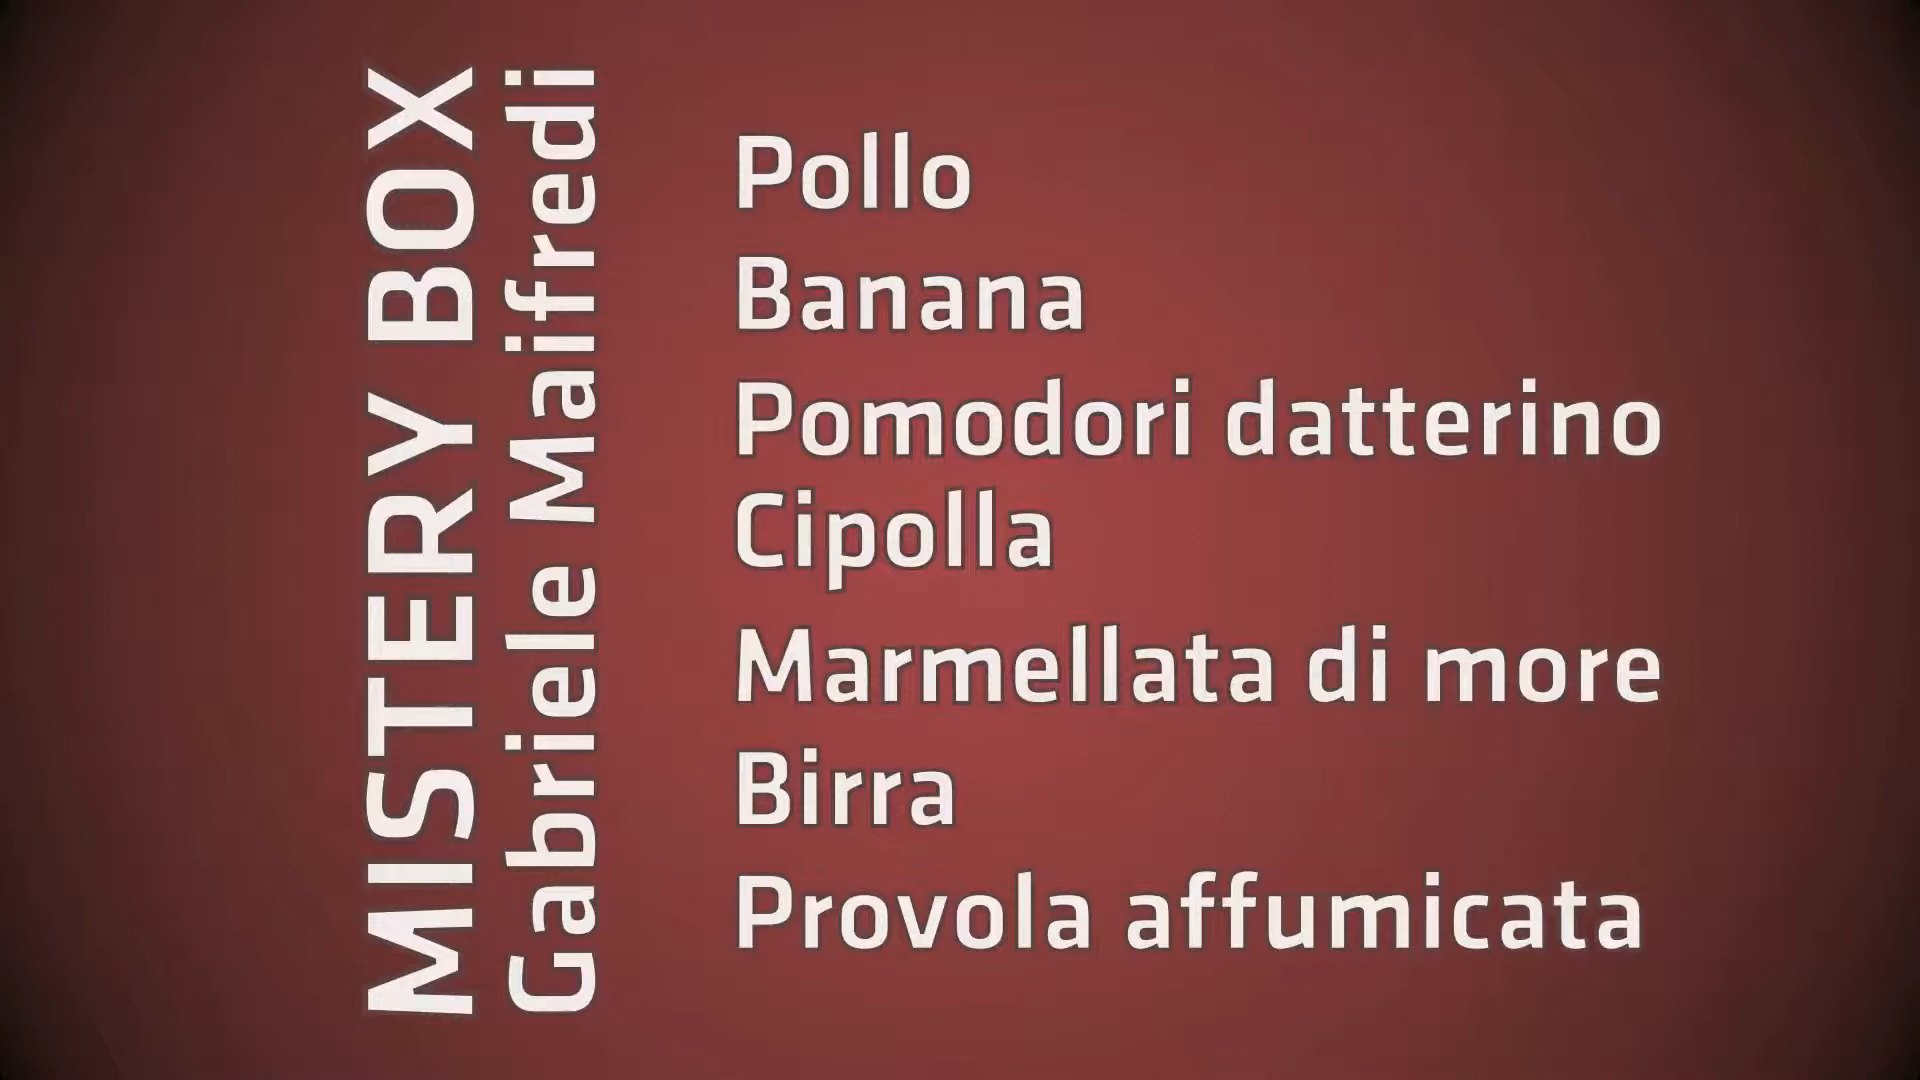 MISTERY BOX
Gabriele Maifredi
Pollo
Banana
Pomodori datterino
Cipolla
Marmellata di more
Birra
Provola affumicata